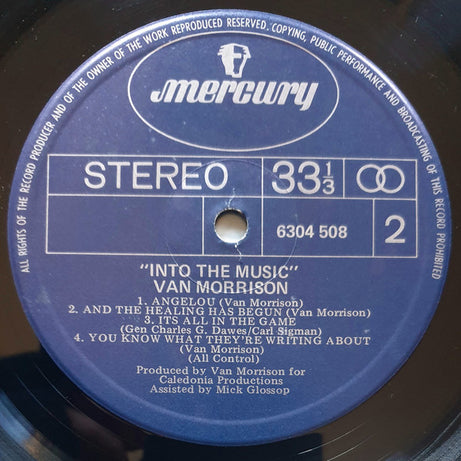 ALL RIGHTS OF THE RECORD PRODUCER AND OF THE OWNER OF THE WORK REPRODUCED RESERVED. COPYING, PUBLIC PERFORMANCE AND BROADCASTING OF THIS RECORD PROHIBITED
mercury
STEREO 33⅓
6304 508 2
"INTO THE MUSIC"
VAN MORRISON
1. ANGELOU (Van Morrison)
2. AND THE HEALING HAS BEGUN (Van Morrison)
3. ITS ALL IN THE GAME
(Gen Charles G. Dawes/Carl Sigman)
4. YOU KNOW WHAT THEY'RE WRITING ABOUT
(Van Morrison)
(All Control)
Produced by Van Morrison for
Caledonia Productions
Assisted by Mick Glossop